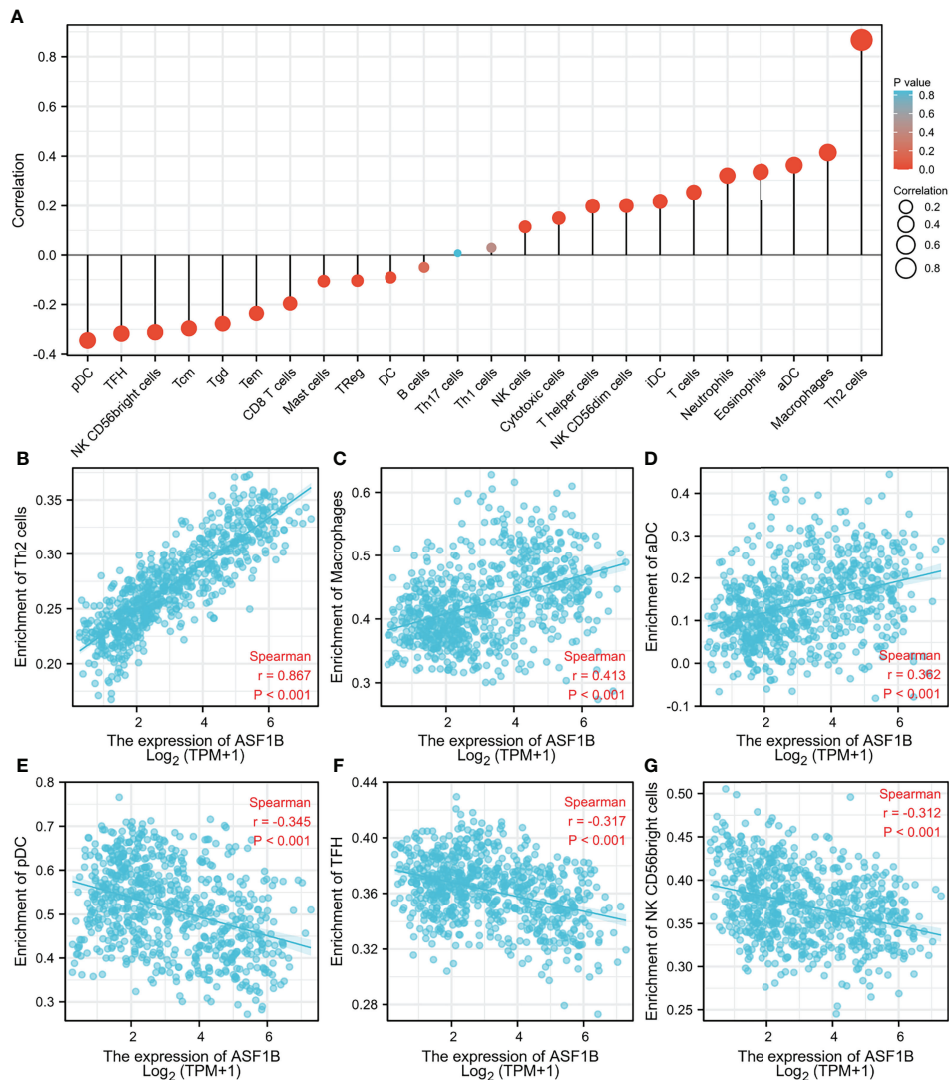 A
Correlation
0.8
0.6
0.4
0.2
0.0
-0.2
-0.4
pDC
TFH
NK CD56bright cells
Tcm
Tgd
Tem
CD8 T cells
Mast cells
TReg
DC
B cells
Th17 cells
Th1 cells
NK cells
Cytotoxic cells
T helper cells
NK CD56dim cells
iDC
T cells
Neutrophils
Eosinophils
aDC
Macrophages
Th2 cells
P value
0.8
0.6
0.4
0.2
0.0
Correlation
0.2
0.4
0.6
0.8
B
Enrichment of Th2 cells
0.35
0.30
0.25
0.20
Spearman
r = 0.867
P < 0.001
2 4 6
The expression of ASF1B
Log2 (TPM+1)
C
Enrichment of Macrophages
0.6
0.5
0.4
0.3
Spearman
r = 0.413
P < 0.001
2 4 6
The expression of ASF1B
Log2 (TPM+1)
D
Enrichment of aDC
0.4
0.3
0.2
0.1
0.0
-0.1
Spearman
r = 0.362
P < 0.001
2 4 6
The expression of ASF1B
Log2 (TPM+1)
E
Enrichment of pDC
0.8
0.7
0.6
0.5
0.4
0.3
Spearman
r = -0.345
P < 0.001
2 4 6
The expression of ASF1B
Log2 (TPM+1)
F
Enrichment of TFH
0.44
0.40
0.36
0.32
0.28
Spearman
r = -0.317
P < 0.001
2 4 6
The expression of ASF1B
Log2 (TPM+1)
G
Enrichment of NK CD56bright cells
0.50
0.45
0.40
0.35
0.30
0.25
Spearman
r = -0.312
P < 0.001
2 4 6
The expression of ASF1B
Log2 (TPM+1)